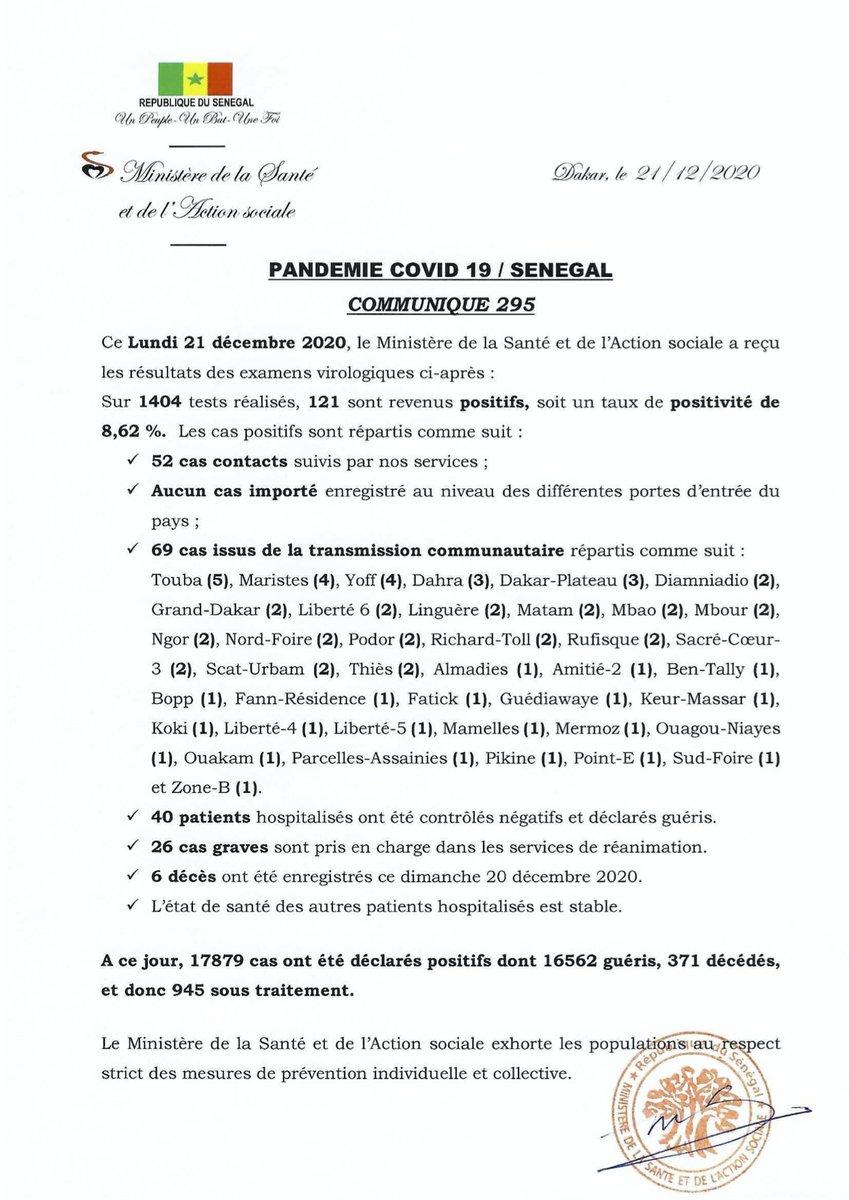 REPUBLIQUE DU SENEGAL
Un Peuple - Un But - Une Foi
Ministère de la Santé
et de l'Action sociale
Dakar, le 21/12/2020
PANDEMIE COVID 19 / SENEGAL
COMMUNIQUE 295
Ce Lundi 21 décembre 2020, le Ministère de la Santé et de l'Action sociale a reçu
les résultats des examens virologiques ci-après :
Sur 1404 tests réalisés, 121 sont revenus positifs, soit un taux de positivité de
8,62 %. Les cas positifs sont répartis comme suit :
✓ 52 cas contacts suivis par nos services ;
✓ Aucun cas importé enregistré au niveau des différentes portes d'entrée du
pays ;
✓ 69 cas issus de la transmission communautaire répartis comme suit :
Touba (5), Maristes (4), Yoff (4), Dahra (3), Dakar-Plateau (3), Diamniadio (2),
Grand-Dakar (2), Liberté 6 (2), Linguère (2), Matam (2), Mbao (2), Mbour (2),
Ngor (2), Nord-Foire (2), Podor (2), Richard-Toll (2), Rufisque (2), Sacré-Cœur-
3 (2), Scat-Urbam (2), Thiès (2), Almadies (1), Amitié-2 (1), Ben-Tally (1),
Bopp (1), Fann-Résidence (1), Fatick (1), Guédiawaye (1), Keur-Massar (1),
Koki (1), Liberté-4 (1), Liberté-5 (1), Mamelles (1), Mermoz (1), Ouagou-Niayes
(1), Ouakam (1), Parcelles-Assainies (1), Pikine (1), Point-E (1), Sud-Foire (1)
et Zone-B (1).
✓ 40 patients hospitalisés ont été contrôlés négatifs et déclarés guéris.
✓ 26 cas graves sont pris en charge dans les services de réanimation.
✓ 6 décès ont été enregistrés ce dimanche 20 décembre 2020.
✓ L'état de santé des autres patients hospitalisés est stable.
A ce jour, 17879 cas ont été déclarés positifs dont 16562 guéris, 371 décédés,
et donc 945 sous traitement.
Le Ministère de la Santé et de l'Action sociale exhorte les populations au respect
strict des mesures de prévention individuelle et collective.
★ République du Sénégal ★
MINISTERE DE LA SANTE ET DE L'ACTION SOCIALE